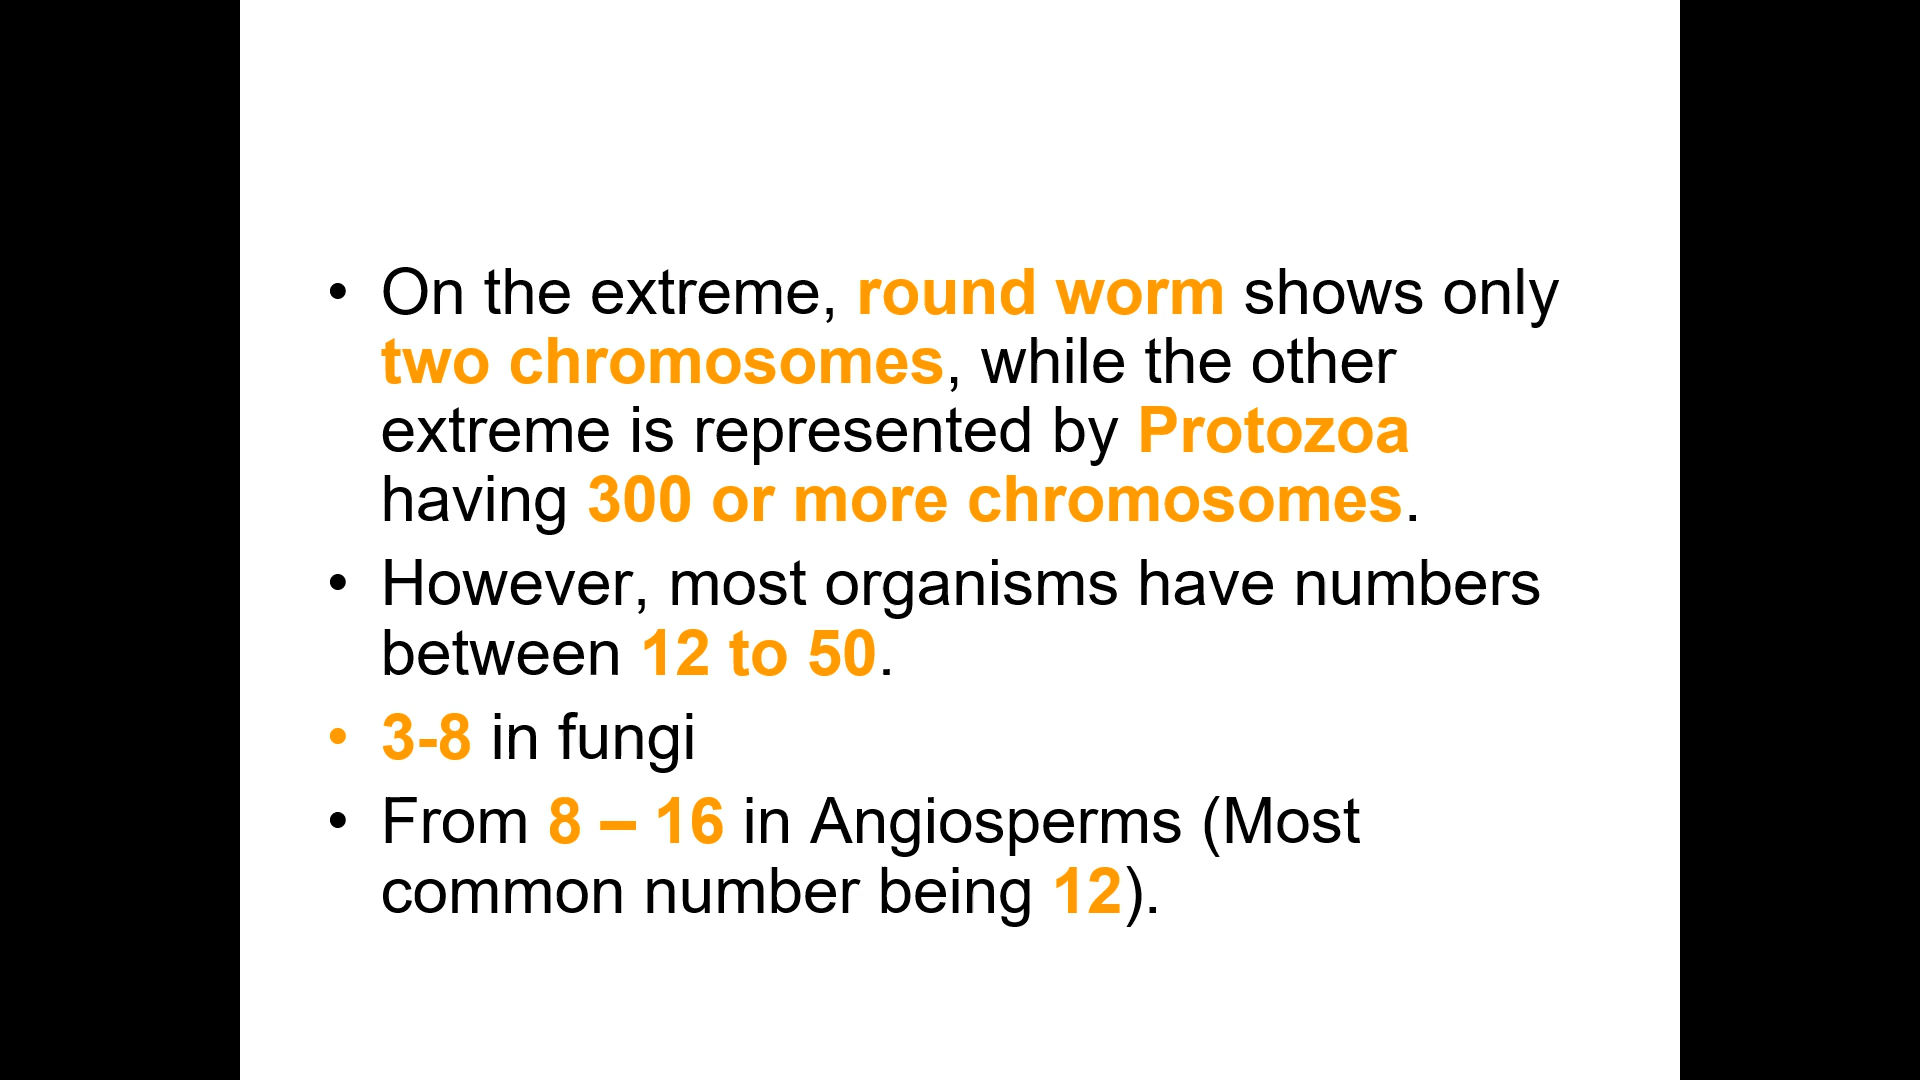 • On the extreme, round worm shows only
two chromosomes, while the other
extreme is represented by Protozoa
having 300 or more chromosomes.
• However, most organisms have numbers
between 12 to 50.
• 3-8 in fungi
• From 8 – 16 in Angiosperms (Most
common number being 12).